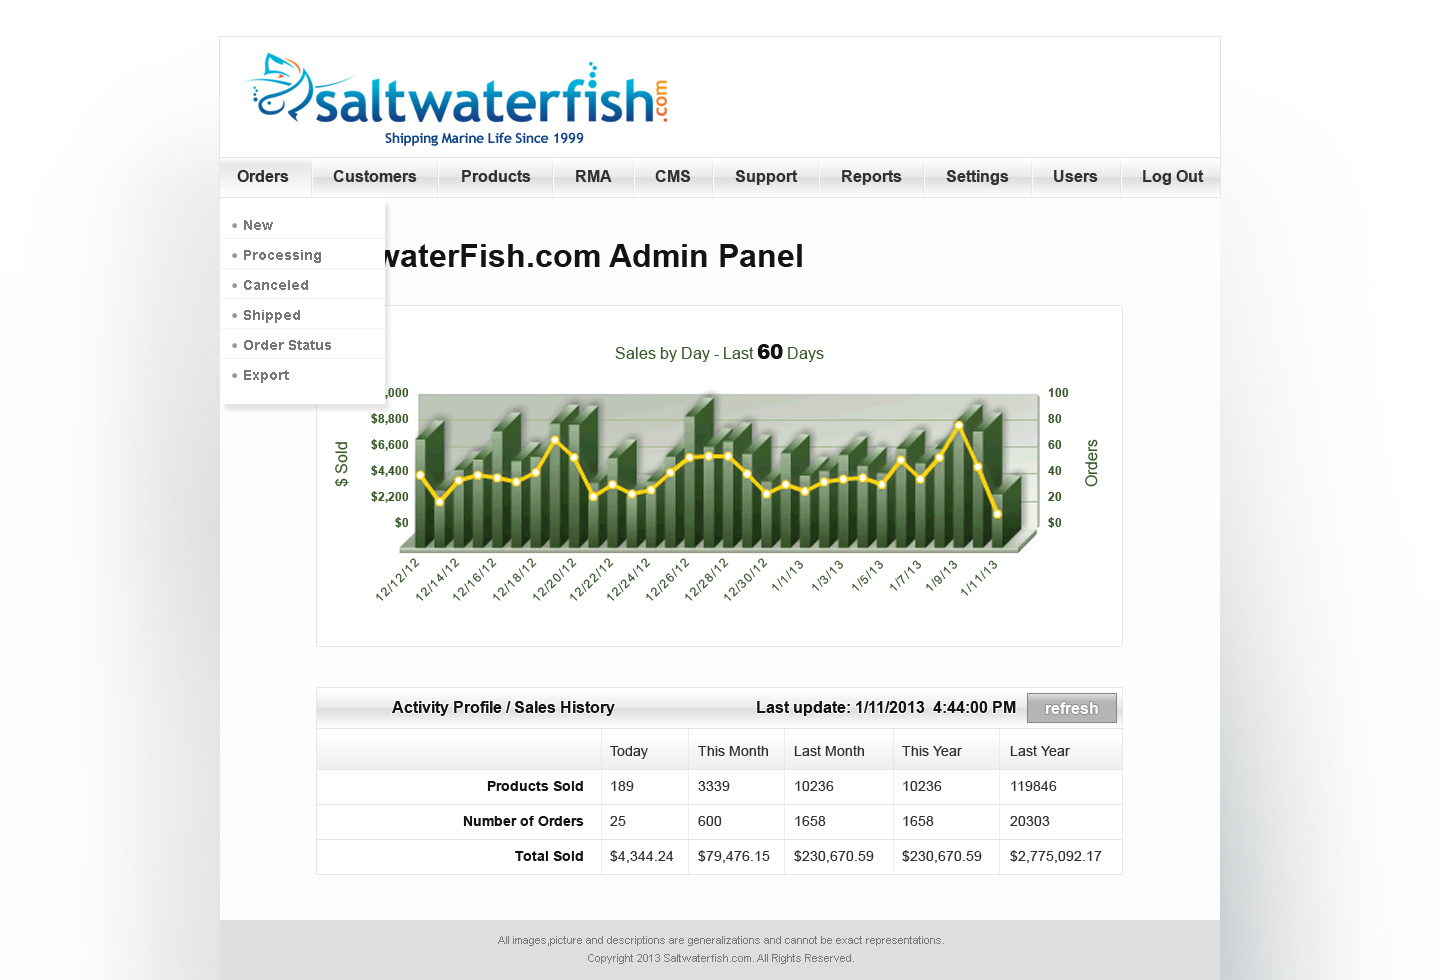 saltwaterfish.com
Shipping Marine Life Since 1999
Orders Customers Products RMA CMS Support Reports Settings Users Log Out
• New
• Processing
• Canceled
• Shipped
• Order Status
• Export
waterFish.com Admin Panel
Sales by Day - Last 60 Days
,000
$8,800
$6,600
$4,400
$2,200
$0
$ Sold
100
80
60
40
20
$0
Orders
12/12/12 12/14/12 12/16/12 12/18/12 12/20/12 12/22/12 12/24/12 12/26/12 12/28/12 12/30/12 1/1/13 1/3/13 1/5/13 1/7/13 1/9/13 1/11/13
Activity Profile / Sales History Last update: 1/11/2013 4:44:00 PM refresh
Today This Month Last Month This Year Last Year
Products Sold 189 3339 10236 10236 119846
Number of Orders 25 600 1658 1658 20303
Total Sold $4,344.24 $79,476.15 $230,670.59 $230,670.59 $2,775,092.17
All images,picture and descriptions are generalizations and cannot be exact representations.
Copyright 2013 Saltwaterfish.com. All Rights Reserved.